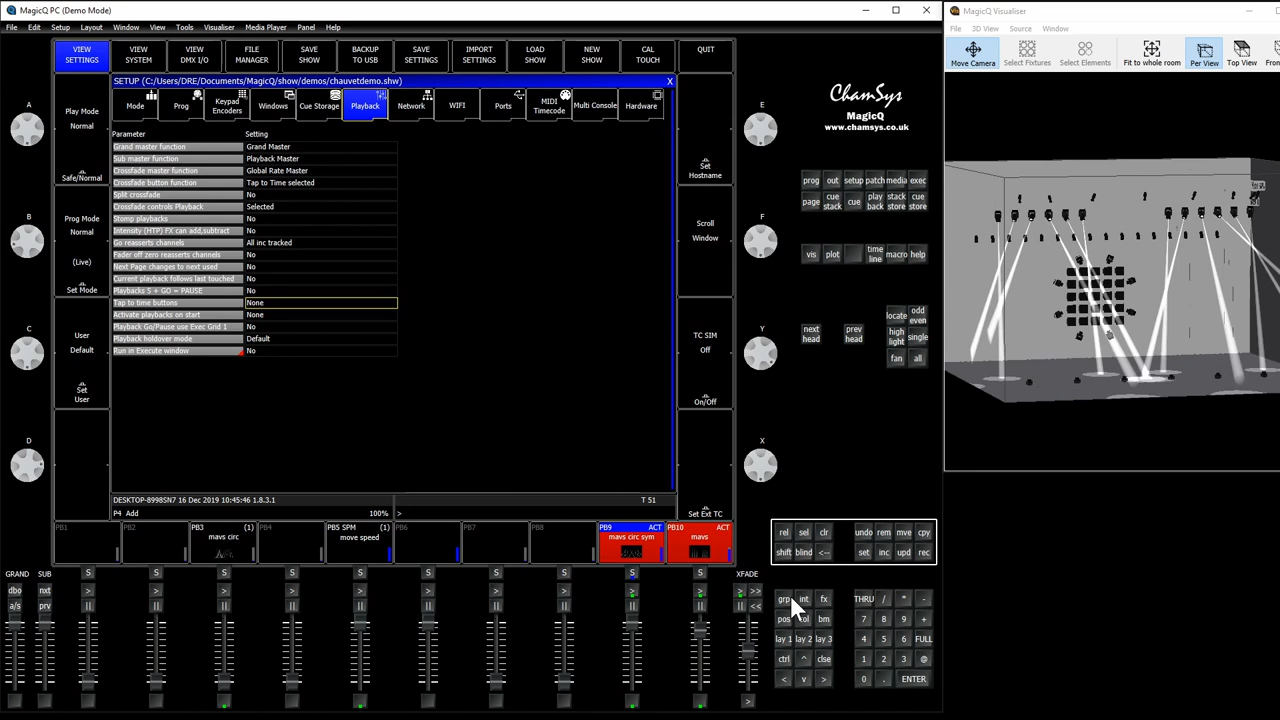 MagicQ PC (Demo Mode)
File Edit Setup Layout Window View Tools Visualiser Media Player Panel Help
VIEW SETTINGS
VIEW SYSTEM
VIEW DMX I/O
FILE MANAGER
SAVE SHOW
BACKUP TO USB
SAVE SETTINGS
IMPORT SETTINGS
LOAD SHOW
NEW SHOW
CAL TOUCH
QUIT
SETUP (C:/Users/DRE/Documents/MagicQ/show/demos/chauvetdemo.shw) X
Mode Prog Keypad Encoders Windows Cue Storage Playback Network WIFI Ports MIDI Timecode Multi Console Hardware
Parameter Setting
Grand master function Grand Master
Sub master function Playback Master
Crossfade master function Global Rate Master
Crossfade button function Tap to Time selected
Split crossfade No
Crossfade controls Playback Selected
Stomp playbacks No
Intensity (HTP) FX can add,subtract No
Go reasserts channels All inc tracked
Fader off zero reasserts channels No
Next Page changes to next used No
Current playback follows last touched No
Playbacks S + GO = PAUSE No
Tap to time buttons None
Activate playbacks on start None
Playback Go/Pause use Exec Grid 1 No
Playback holdover mode Default
Run in Execute window No
A
Play Mode
Normal
Safe/Normal
B
Prog Mode
Normal
(Live)
Set Mode
C
User
Default
Set User
D
E
Set Hostname
F
Scroll Window
Y
TC SIM
Off
On/Off
X
Set Ext TC
DESKTOP-8998SN7 16 Dec 2019 10:45:46 1.8.3.1 T 51
P4 Add 100% >
PB1
PB2
PB3 (1)
mavs circ
PB4
PB5 SPM (1)
move speed
PB6
PB7
PB8
PB9 ACT
mavs circ sym
PB10 ACT
mavs
GRAND SUB S S S S S S S S S S XFADE
dbo nxt > > > > > > > > > > > >>
a/s prv <<
>
ChamSys
MagicQ
www.chamsys.co.uk
prog out setup patch media exec
page cue stack cue play back stack store cue store
vis plot time line macro help
next head prev head
locate odd even
high light single
fan all
rel sel clr undo rem mve cpy
shift blind <-- set inc upd rec
grp int fx THRU / * -
pos bm 7 8 9 +
lay 1 lay 2 lay 3 4 5 6 FULL
ctrl ^ clse 1 2 3 @
< v > 0 . ENTER
MagicQ Visualiser
File 3D View Source Window
Move Camera Select Fixtures Select Elements Fit to whole room Per View Top View